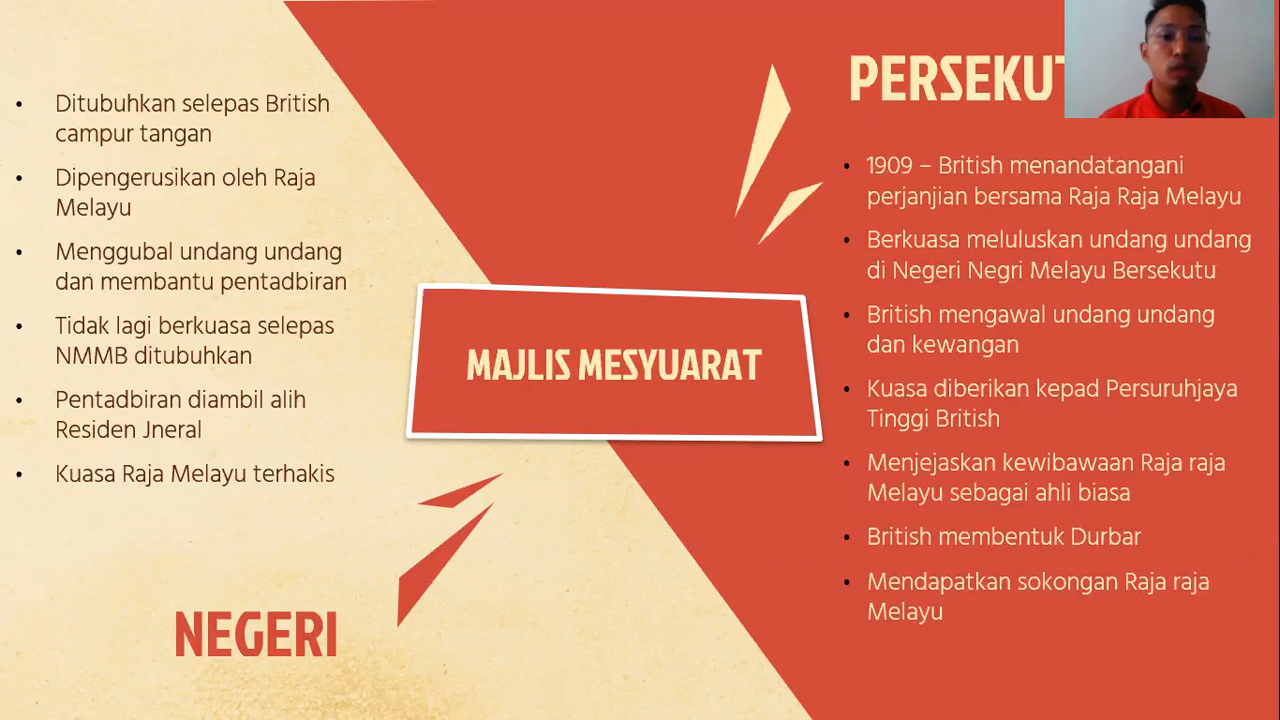 Ditubuhkan selepas British
campur tangan
Dipengerusikan oleh Raja
Melayu
Menggubal undang undang
dan membantu pentadbiran
Tidak lagi berkuasa selepas
NMMB ditubuhkan
Pentadbiran diambil alih
Residen Jneral
Kuasa Raja Melayu terhakis
NEGERI
MAJLIS MESYUARAT
PERSEKUT
1909 – British menandatangani
perjanjian bersama Raja Raja Melayu
Berkuasa meluluskan undang undang
di Negeri Negri Melayu Bersekutu
British mengawal undang undang
dan kewangan
Kuasa diberikan kepad Persuruhjaya
Tinggi British
Menjejaskan kewibawaan Raja raja
Melayu sebagai ahli biasa
British membentuk Durbar
Mendapatkan sokongan Raja raja
Melayu